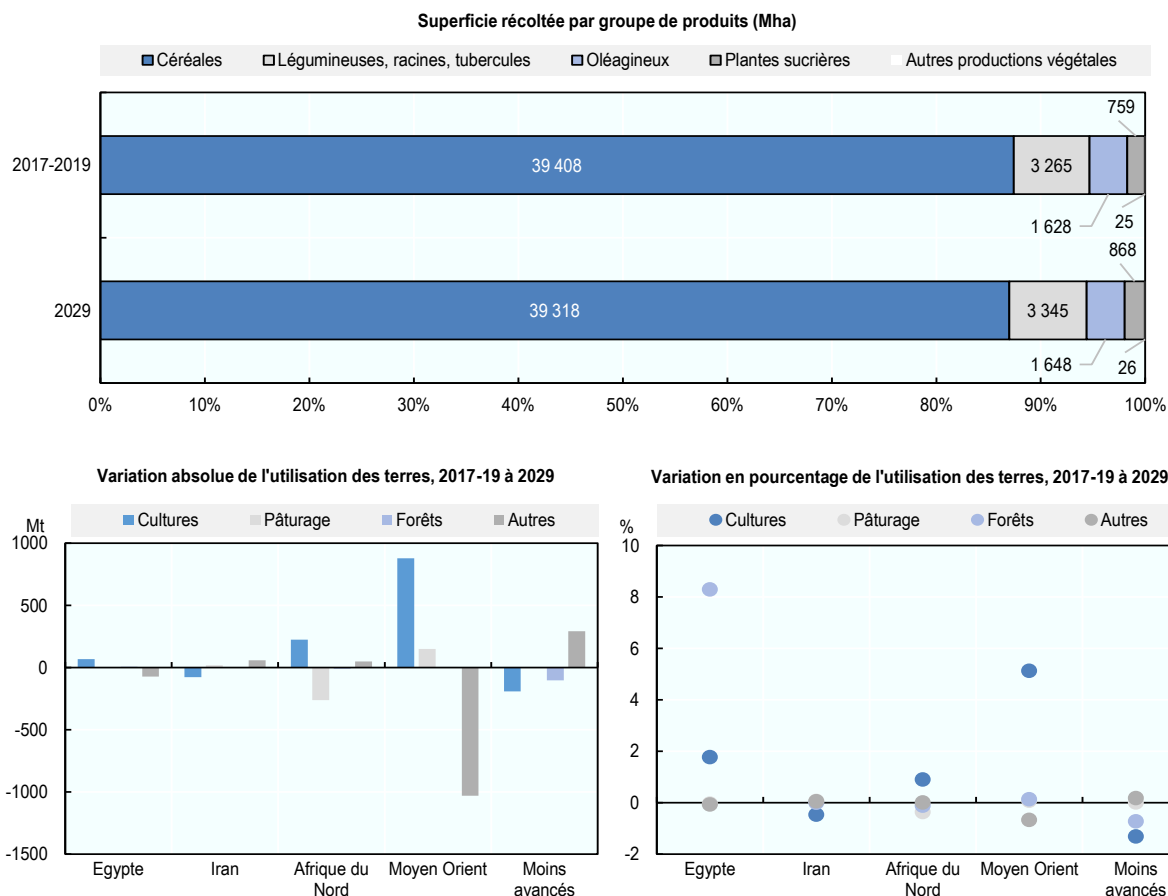 Superficie récoltée par groupe de produits (Mha)
Céréales Légumineuses, racines, tubercules Oléagineux Plantes sucrières Autres productions végétales
759
2017-2019 39 408 3 265
1 628 25
868
2029 39 318 3 345
1 648 26
0% 10% 20% 30% 40% 50% 60% 70% 80% 90% 100%
Variation absolue de l'utilisation des terres, 2017-19 à 2029
Cultures Pâturage Forêts Autres
Mt
1000
500
0
-500
-1000
-1500
Egypte Iran Afrique du Moyen Orient Moins
Nord avancés
Variation en pourcentage de l'utilisation des terres, 2017-19 à 2029
Cultures Pâturage Forêts Autres
%
10
8
6
4
2
0
-2
Egypte Iran Afrique du Moyen Orient Moins
Nord avancés